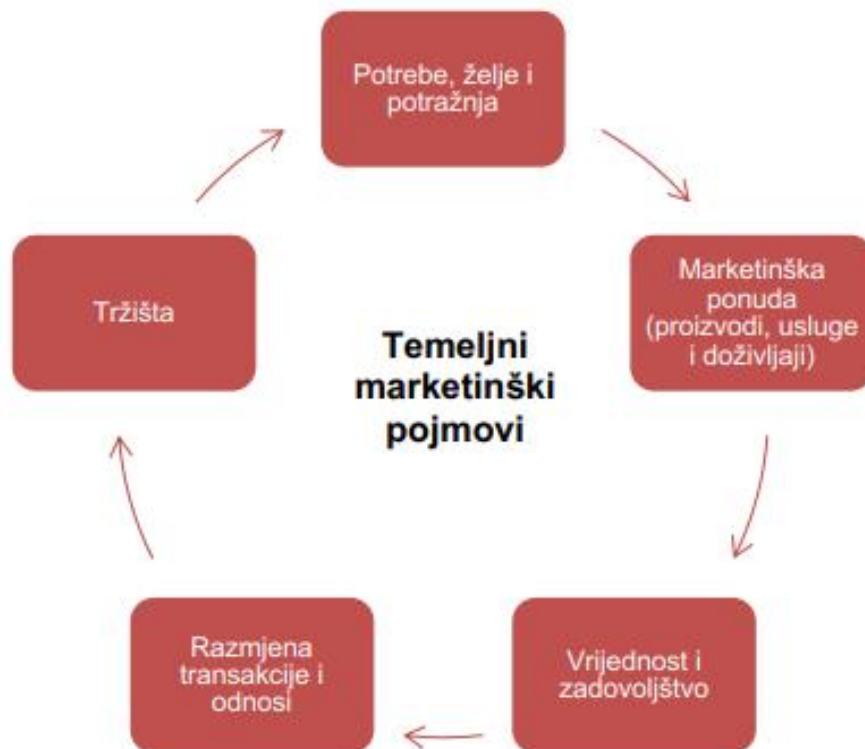 Potrebe, želje i
potražnja
Marketinška
ponuda
(proizvodi, usluge
i doživljaji)
Vrijednost i
zadovoljštvo
Razmjena
transakcije i
odnosi
Tržišta
Temeljni
marketinški
pojmovi